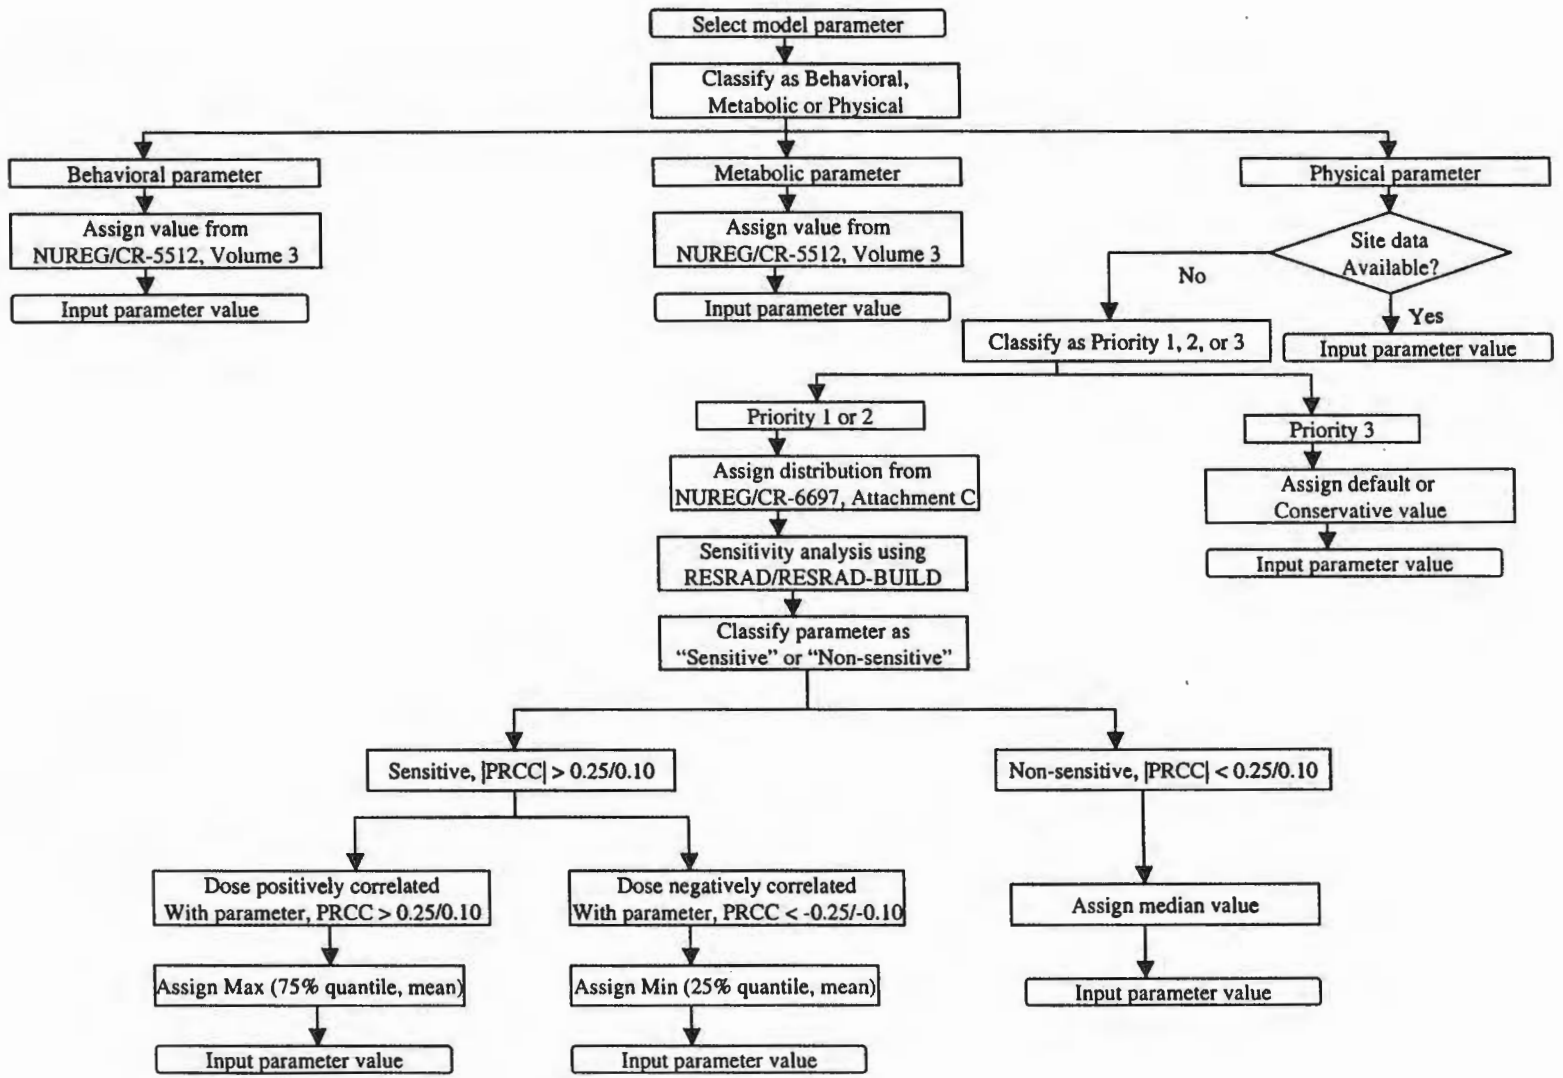 Select model parameter
Classify as Behavioral,
Metabolic or Physical
Behavioral parameter
Assign value from
NUREG/CR-5512, Volume 3
Input parameter value
Metabolic parameter
Assign value from
NUREG/CR-5512, Volume 3
Input parameter value
Physical parameter
Site data
Available?
No
Yes
Input parameter value
Classify as Priority 1, 2, or 3
Priority 1 or 2
Assign distribution from
NUREG/CR-6697, Attachment C
Sensitivity analysis using
RESRAD/RESRAD-BUILD
Classify parameter as
“Sensitive” or “Non-sensitive”
Priority 3
Assign default or
Conservative value
Input parameter value
Sensitive, |PRCC| > 0.25/0.10
Dose positively correlated
With parameter, PRCC > 0.25/0.10
Assign Max (75% quantile, mean)
Input parameter value
Dose negatively correlated
With parameter, PRCC < -0.25/-0.10
Assign Min (25% quantile, mean)
Input parameter value
Non-sensitive, |PRCC| < 0.25/0.10
Assign median value
Input parameter value